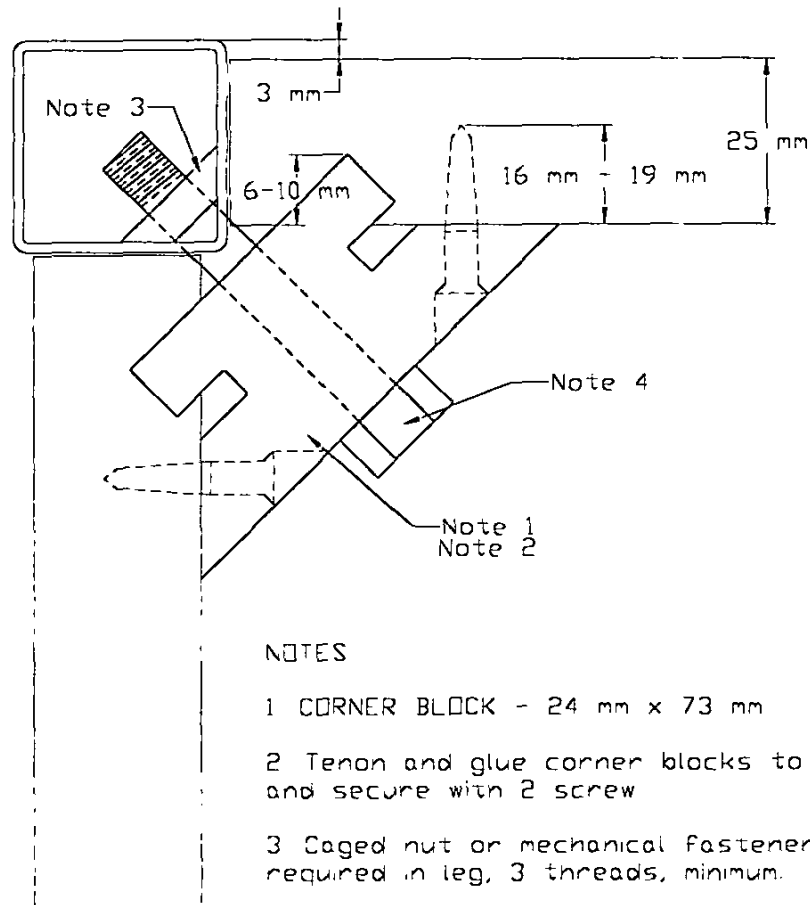 Note 3
3 mm
25 mm
6-10 mm
16 mm - 19 mm
Note 4
Note 1
Note 2
NOTES
1 CORNER BLOCK - 24 mm x 73 mm
2 Tenon and glue corner blocks to
and secure with 2 screw
3 Caged nut or mechanical fastener
required in leg, 3 threads, minimum.